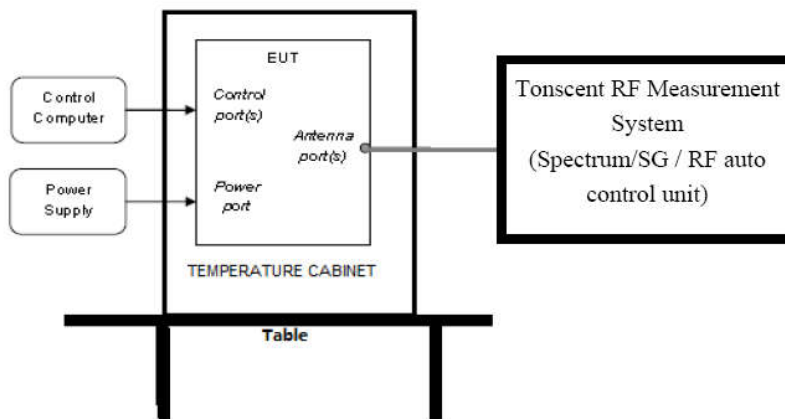 EUT
Control
Computer
Control
port(s)
Antenna
port(s)
Power
Supply
Power
port
TEMPERATURE CABINET
Table
Tonscent RF Measurement
System
(Spectrum/SG / RF auto
control unit)